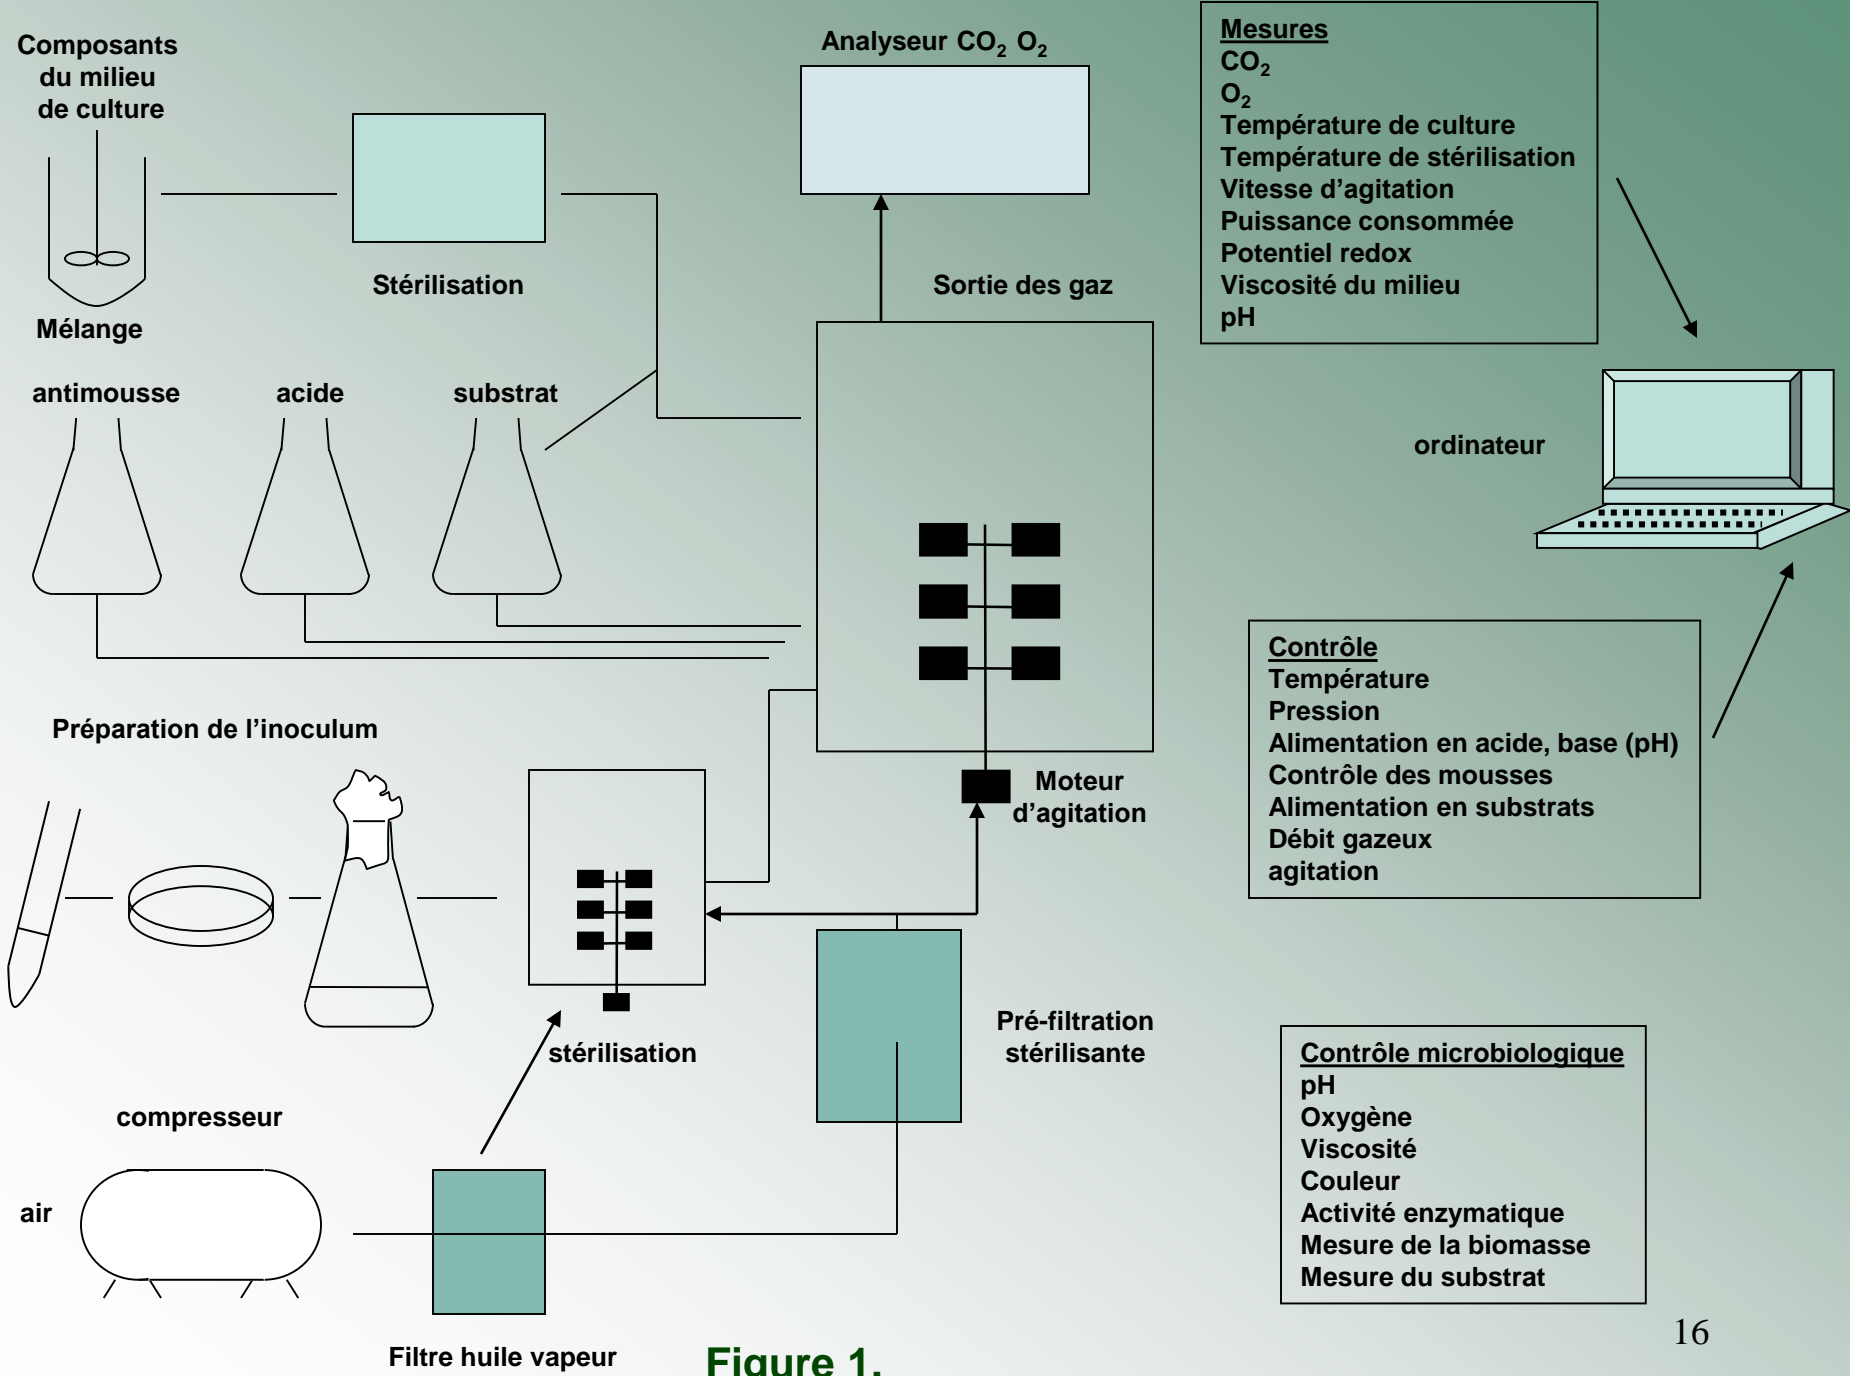 Composants
du milieu
de culture
Mélange
Stérilisation
Analyseur CO₂ O₂
Sortie des gaz
antimousse
acide
substrat
Préparation de l’inoculum
stérilisation
Moteur
d’agitation
Pré-filtration
stérilisante
compresseur
air
Filtre huile vapeur
Mesures
CO₂
O₂
Température de culture
Température de stérilisation
Vitesse d’agitation
Puissance consommée
Potentiel redox
Viscosité du milieu
pH
ordinateur
Contrôle
Température
Pression
Alimentation en acide, base (pH)
Contrôle des mousses
Alimentation en substrats
Débit gazeux
agitation
Contrôle microbiologique
pH
Oxygène
Viscosité
Couleur
Activité enzymatique
Mesure de la biomasse
Mesure du substrat
Figure 1.
16